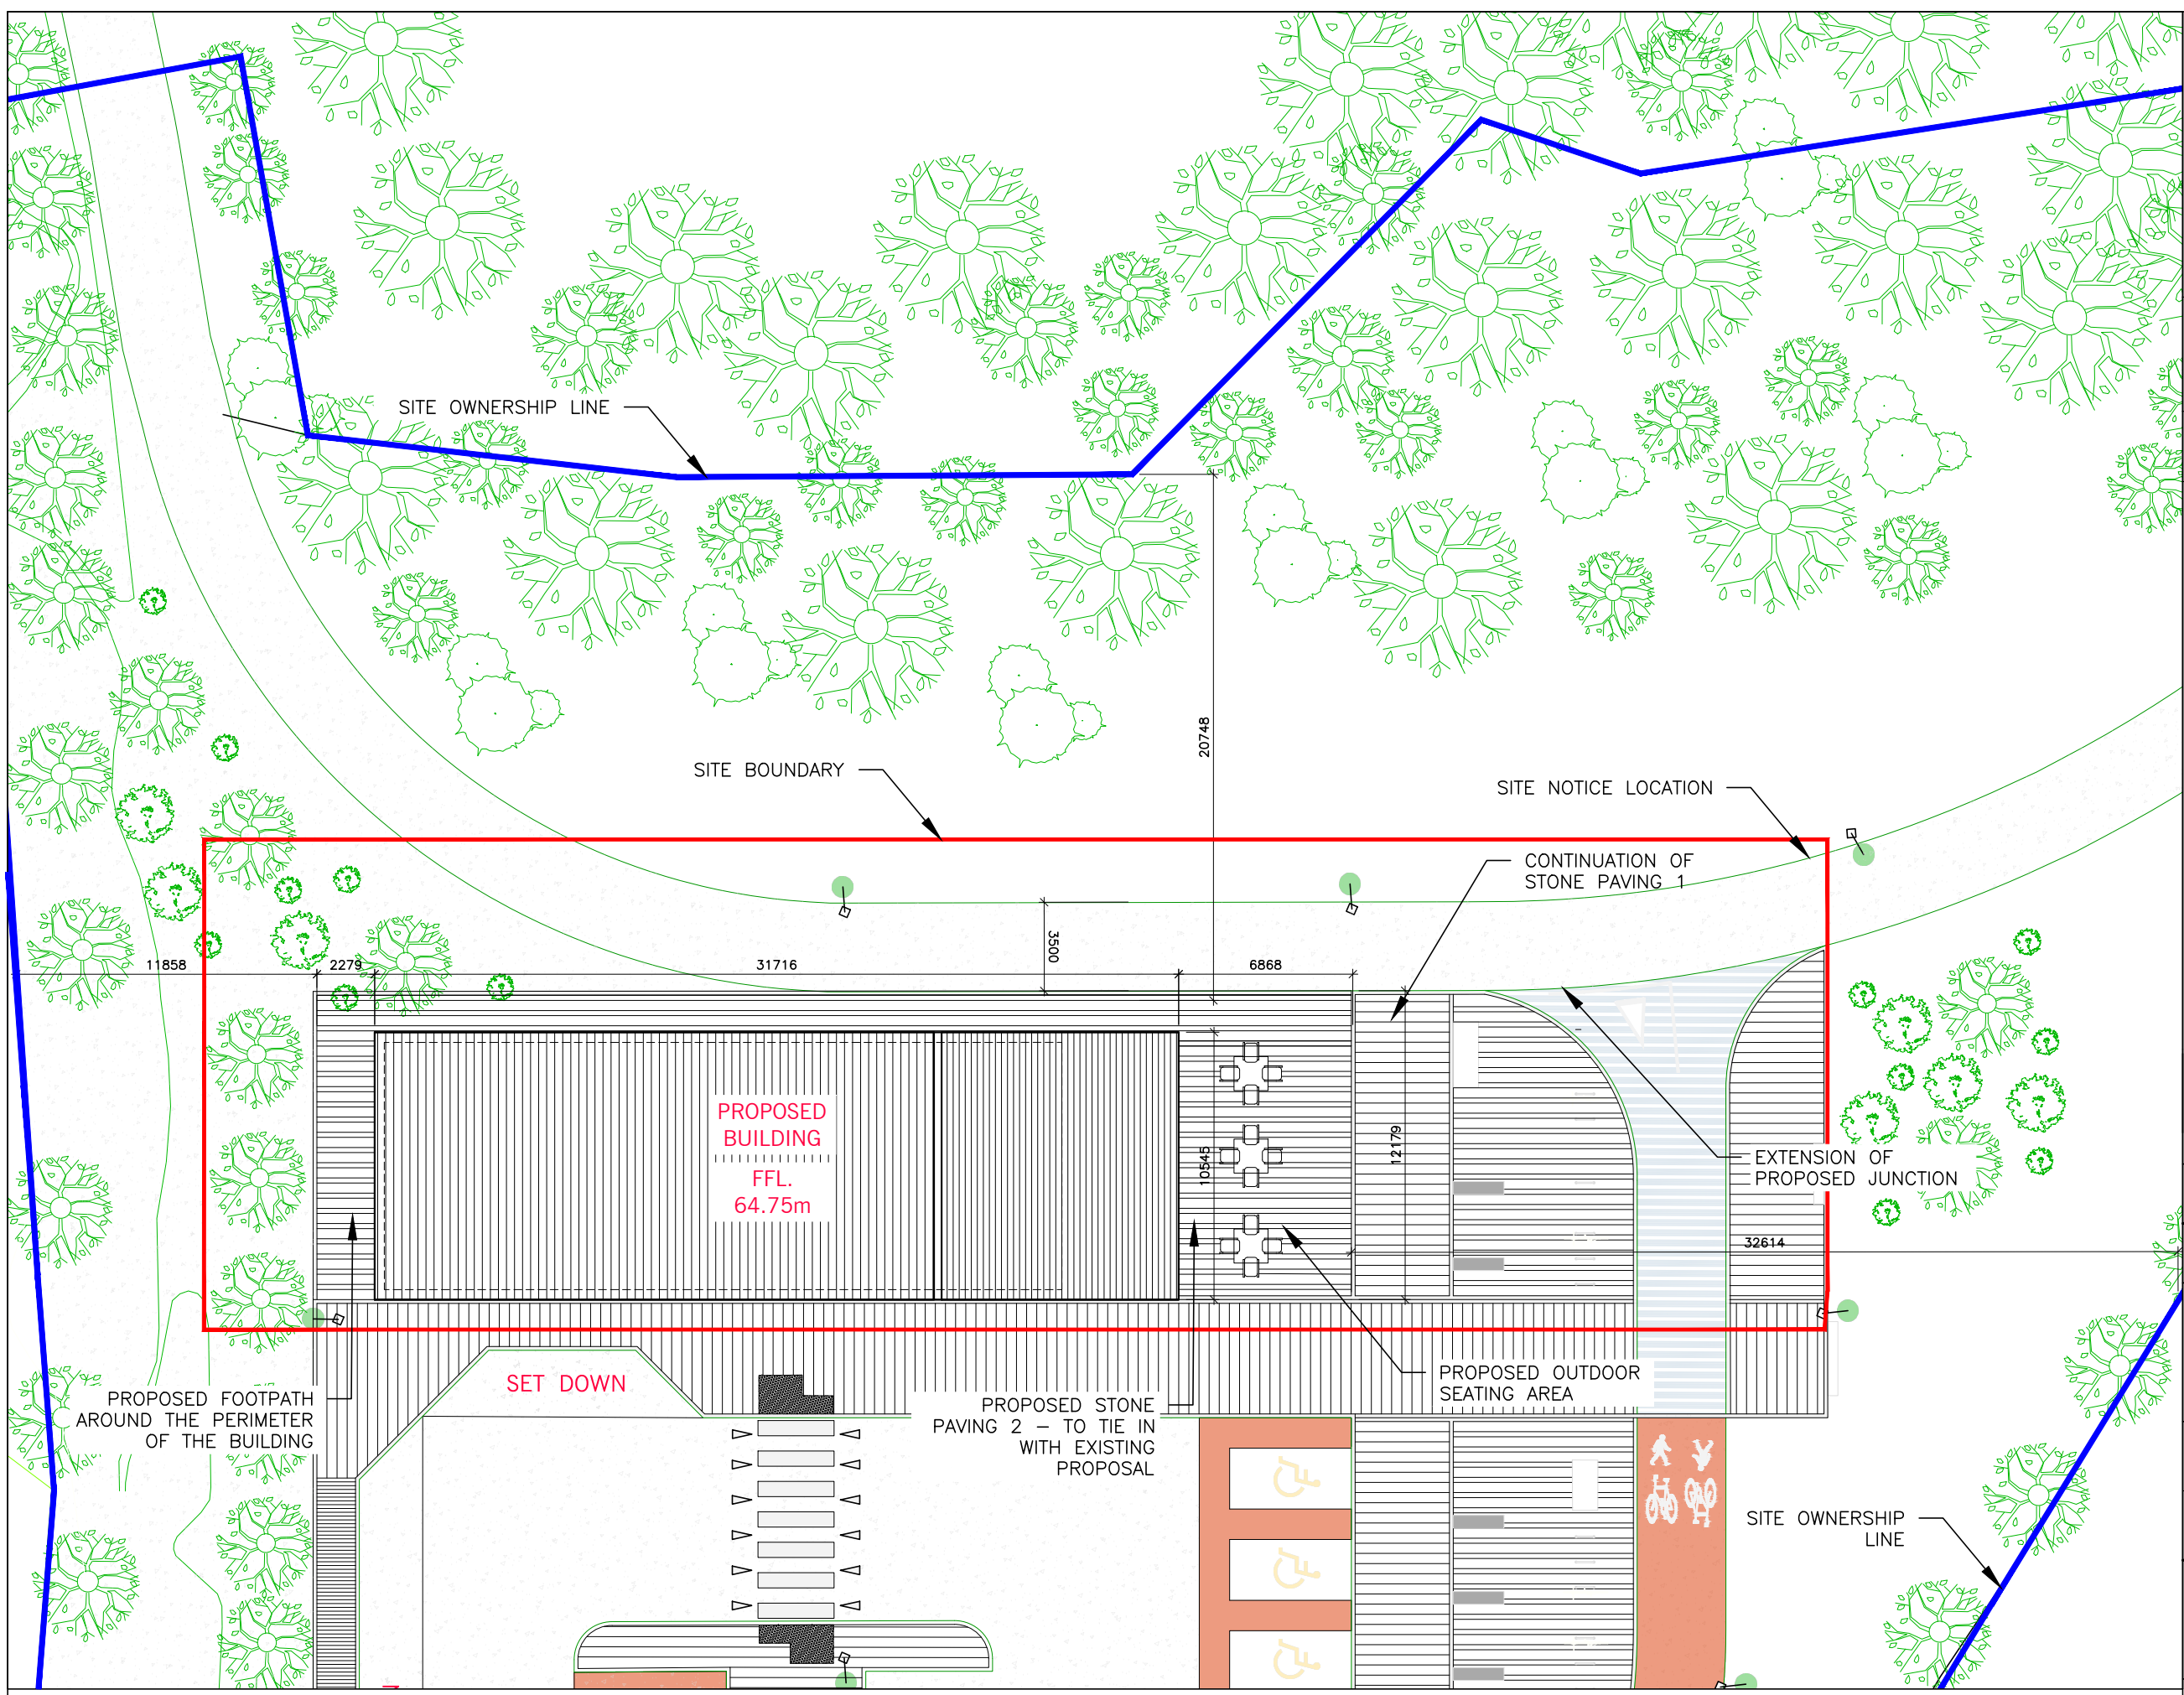 SITE OWNERSHIP LINE
20748
SITE BOUNDARY
SITE NOTICE LOCATION
CONTINUATION OF
STONE PAVING 1
3500
11858
2279
31716
6868
PROPOSED
BUILDING
FFL.
64.75m
10545
12179
EXTENSION OF
PROPOSED JUNCTION
32614
SET DOWN
PROPOSED FOOTPATH
AROUND THE PERIMETER
OF THE BUILDING
PROPOSED STONE
PAVING 2 – TO TIE IN
WITH EXISTING
PROPOSAL
PROPOSED OUTDOOR
SEATING AREA
SITE OWNERSHIP
LINE